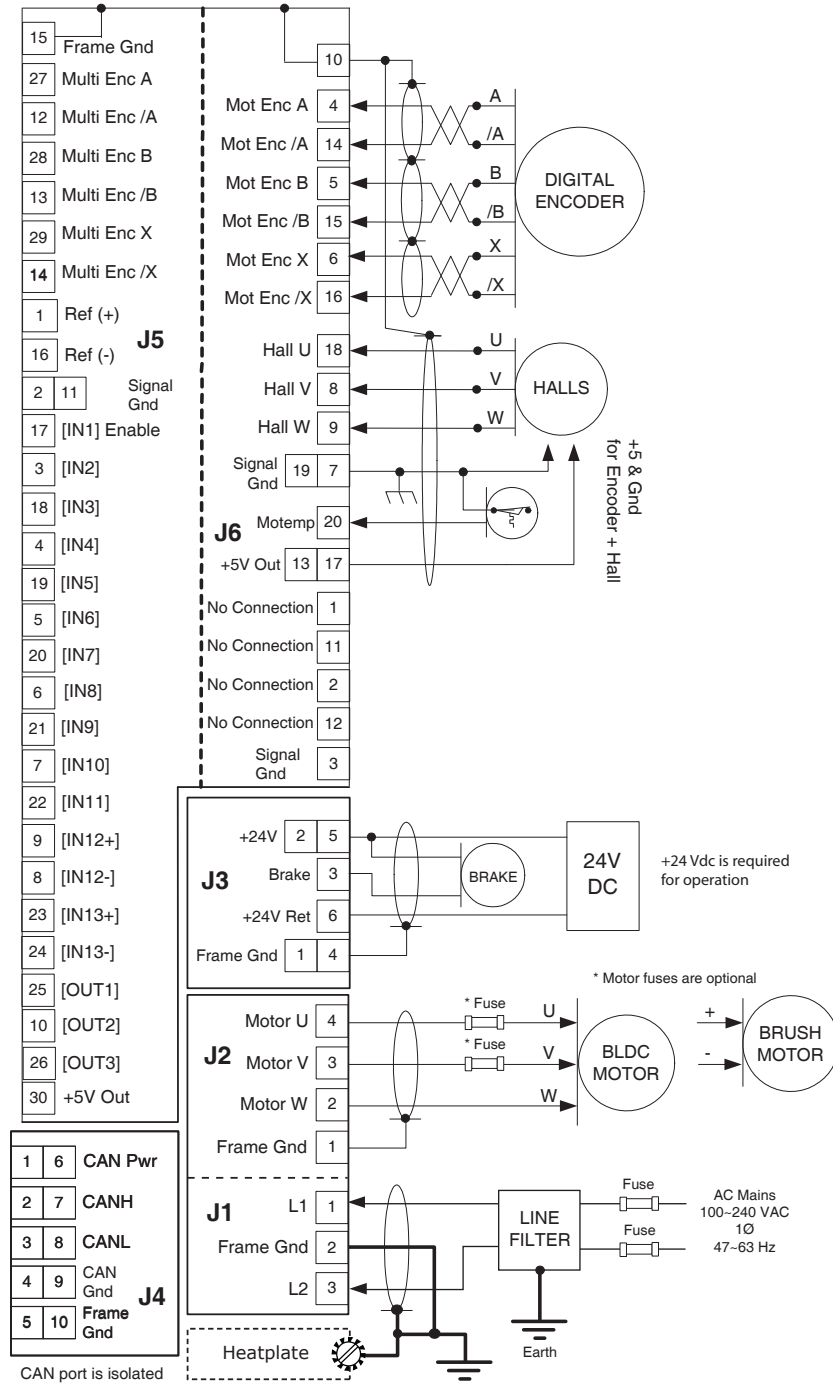 15 Frame Gnd
27 Multi Enc A
12 Multi Enc /A
28 Multi Enc B
13 Multi Enc /B
29 Multi Enc X
14 Multi Enc /X
1 Ref (+)
J5
16 Ref (-)
2 11 Signal
Gnd
17 [IN1] Enable
3 [IN2]
18 [IN3]
4 [IN4]
19 [IN5]
5 [IN6]
20 [IN7]
6 [IN8]
21 [IN9]
7 [IN10]
22 [IN11]
9 [IN12+]
8 [IN12-]
23 [IN13+]
24 [IN13-]
25 [OUT1]
10 [OUT2]
26 [OUT3]
30 +5V Out
10
Mot Enc A 4 A
Mot Enc /A 14 /A
Mot Enc B 5 B
Mot Enc /B 15 /B
Mot Enc X 6 X
Mot Enc /X 16 /X
DIGITAL
ENCODER
Hall U 18 U
Hall V 8 V
Hall W 9 W
HALLS
Signal
Gnd 19 7
J6
Motemp 20
+5V Out 13 17
+5 & Gnd
for Encoder + Hall
No Connection 1
No Connection 11
No Connection 2
No Connection 12
Signal
Gnd 3
J3
+24V 2 5
Brake 3
+24V Ret 6
Frame Gnd 1 4
BRAKE
24V
DC
+24 Vdc is required
for operation
* Motor fuses are optional
J2
Motor U 4 * Fuse U
Motor V 3 * Fuse V
Motor W 2 W
Frame Gnd 1
BLDC
MOTOR
+
-
BRUSH
MOTOR
J1
L1 1
Frame Gnd 2
L2 3
LINE
FILTER
Fuse
Fuse
AC Mains
100~240 VAC
1Ø
47~63 Hz
Earth
Heatplate
1 6 CAN Pwr
2 7 CANH
3 8 CANL
4 9 CAN
Gnd
J4
5 10 Frame
Gnd
CAN port is isolated